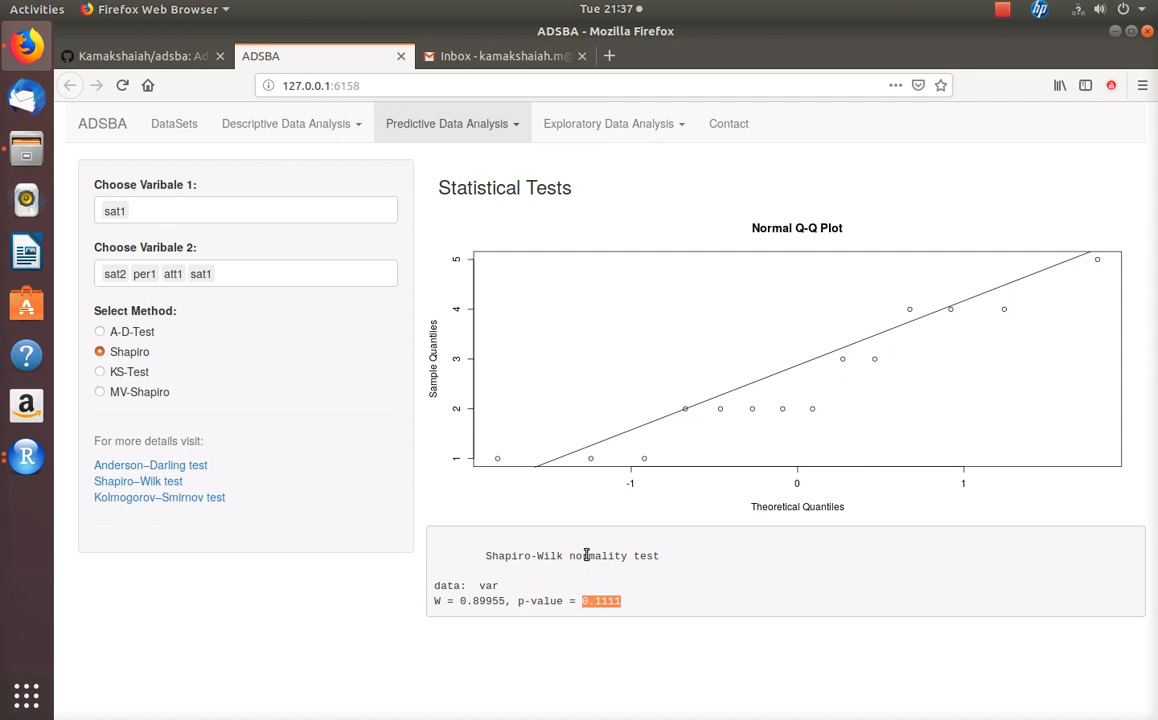 Activities Firefox Web Browser Tue 21:37
ADSBA - Mozilla Firefox
Kamakshaiah/adsba: Ad ADSBA Inbox - kamakshaiah.m@
127.0.0.1:6158
ADSBA DataSets Descriptive Data Analysis Predictive Data Analysis Exploratory Data Analysis Contact
Choose Varibale 1:
sat1
Choose Varibale 2:
sat2 per1 att1 sat1
Select Method:
A-D-Test
Shapiro
KS-Test
MV-Shapiro
For more details visit:
Anderson–Darling test
Shapiro–Wilk test
Kolmogorov–Smirnov test
Statistical Tests
Normal Q-Q Plot
Sample Quantiles
5
4
3
2
1
-1 0 1
Theoretical Quantiles
Shapiro-Wilk normality test
data: var
W = 0.89955, p-value = 0.1111